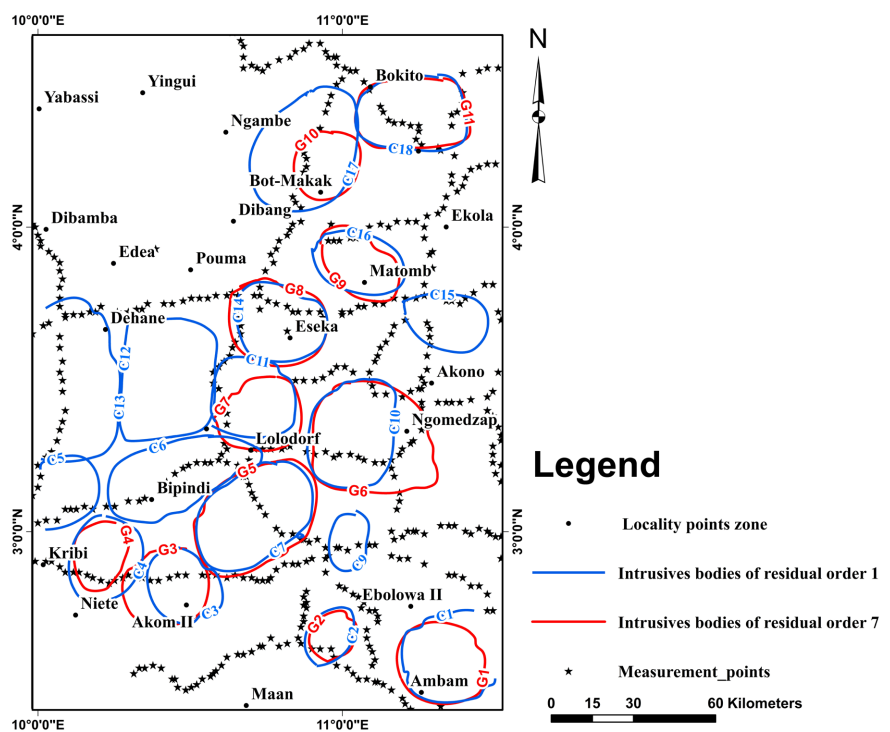 10°0'0"E 11°0'0"E
N
Bokito
Yingui
Yabassi
G11
Ngambe
G10
C18
Bot-Makak
C17
Dibang
Dibamba
Ekola
4°0'0"N 4°0'0"N
C16
Edea
Pouma
Matomb
G9
G8
C15
C14
Dehane
Eseka
C12
C11
Akono
G7
C13
C10
Ngomedzap
Lolodorf
C6
C5
G5
Bipindi
G6
3°0'0"N 3°0'0"N
G4
C7
G3
Kribi
C4
C9
Niete
Ebolowa II
C3
C1
Akom II
G2
C2
G1
Ambam
Maan
10°0'0"E 11°0'0"E
Legend
Locality points zone
Intrusives bodies of residual order 1
Intrusives bodies of residual order 7
Measurement_points
0 15 30 60 Kilometers